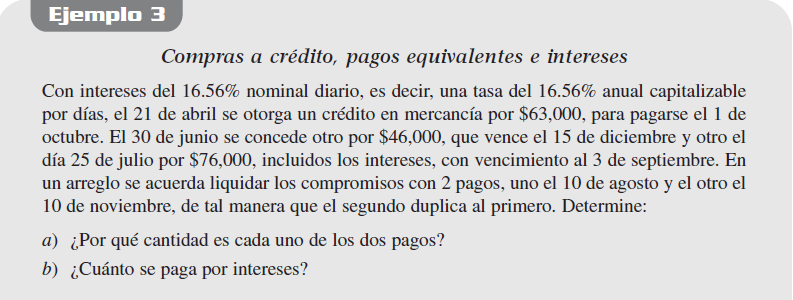 Ejemplo 3
Compras a crédito, pagos equivalentes e intereses
Con intereses del 16.56% nominal diario, es decir, una tasa del 16.56% anual capitalizable
por días, el 21 de abril se otorga un crédito en mercancía por $63,000, para pagarse el 1 de
octubre. El 30 de junio se concede otro por $46,000, que vence el 15 de diciembre y otro el
día 25 de julio por $76,000, incluidos los intereses, con vencimiento al 3 de septiembre. En
un arreglo se acuerda liquidar los compromisos con 2 pagos, uno el 10 de agosto y el otro el
10 de noviembre, de tal manera que el segundo duplica al primero. Determine:
a) ¿Por qué cantidad es cada uno de los dos pagos?
b) ¿Cuánto se paga por intereses?